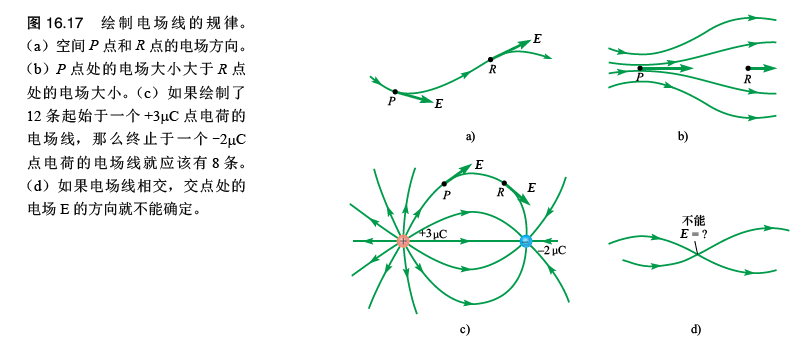 图 16.17 绘制电场线的规律。
(a)空间 P 点和 R 点的电场方向。
(b)P 点处的电场大小大于 R 点
处的电场大小。(c)如果绘制了
12 条起始于一个 +3μC 点电荷的
电场线，那么终止于一个 −2μC
点电荷的电场线就应该有 8 条。
(d)如果电场线相交，交点处的
电场 E 的方向就不能确定。
E
R
P
E
a)
P
R
b)
E
P
R
E
+3μC
−2 μC
c)
不能
E = ?
d)